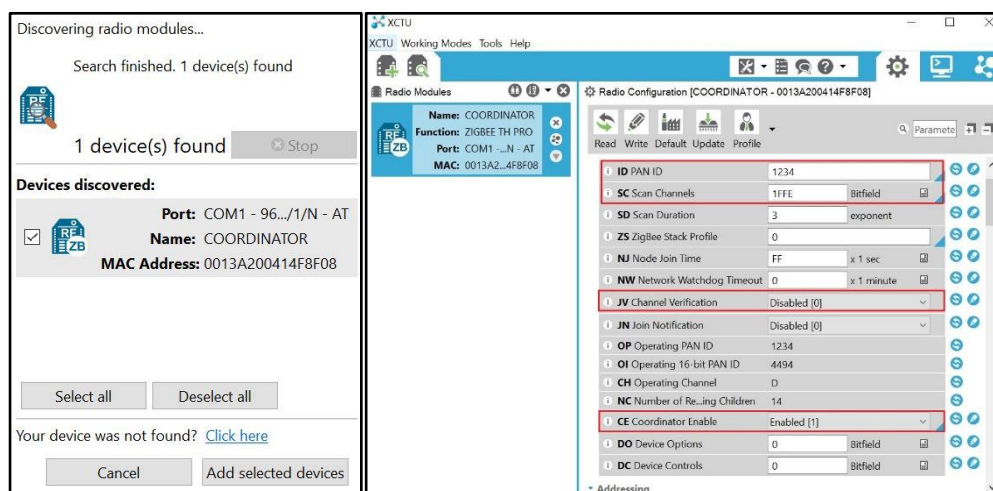 Discovering radio modules...
Search finished. 1 device(s) found
1 device(s) found
Stop
Devices discovered:
Port: COM1 - 96.../1/N - AT
Name: COORDINATOR
MAC Address: 0013A200414F8F08
Select all Deselect all
Your device was not found? Click here
Cancel Add selected devices
XCTU
XCTU Working Modes Tools Help
Radio Modules
Name: COORDINATOR
Function: ZIGBEE TH PRO
Port: COM1 -...N - AT
MAC: 0013A2...4F8F08
Radio Configuration [COORDINATOR - 0013A200414F8F08]
Read Write Default Update Profile
Paramete
ID PAN ID 1234
SC Scan Channels 1FFE Bitfield
SD Scan Duration 3 exponent
ZS ZigBee Stack Profile 0
NJ Node Join Time FF x 1 sec
NW Network Watchdog Timeout 0 x 1 minute
JV Channel Verification Disabled [0]
JN Join Notification Disabled [0]
OP Operating PAN ID 1234
OI Operating 16-bit PAN ID 4494
CH Operating Channel D
NC Number of Re...ing Children 14
CE Coordinator Enable Enabled [1]
DO Device Options 0 Bitfield
DC Device Controls 0 Bitfield
Addressing